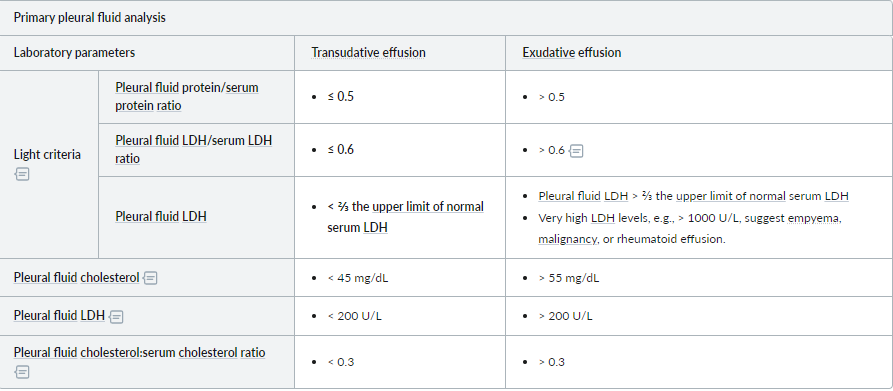 Primary pleural fluid analysis
Laboratory parameters
Transudative effusion
Exudative effusion
Light criteria
Pleural fluid protein/serum
protein ratio
• ≤ 0.5
• > 0.5
Pleural fluid LDH/serum LDH
ratio
• ≤ 0.6
• > 0.6
Pleural fluid LDH
• < ⅔ the upper limit of normal
serum LDH
• Pleural fluid LDH > ⅔ the upper limit of normal serum LDH
• Very high LDH levels, e.g., > 1000 U/L, suggest empyema,
malignancy, or rheumatoid effusion.
Pleural fluid cholesterol
• < 45 mg/dL
• > 55 mg/dL
Pleural fluid LDH
• < 200 U/L
• > 200 U/L
Pleural fluid cholesterol:serum cholesterol ratio
• < 0.3
• > 0.3